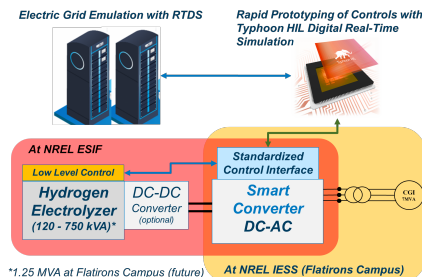 Electric Grid Emulation with RTDS
Rapid Prototyping of Controls with
Typhoon HIL Digital Real-Time
Simulation
At NREL ESIF
Low Level Control
Hydrogen
Electrolyzer
(120 - 750 kVA)*
DC-DC
Converter
(optional)
Standardized
Control Interface
Smart
Converter
DC-AC
CGI
7MVA
*1.25 MVA at Flatirons Campus (future)
At NREL IESS (Flatirons Campus)